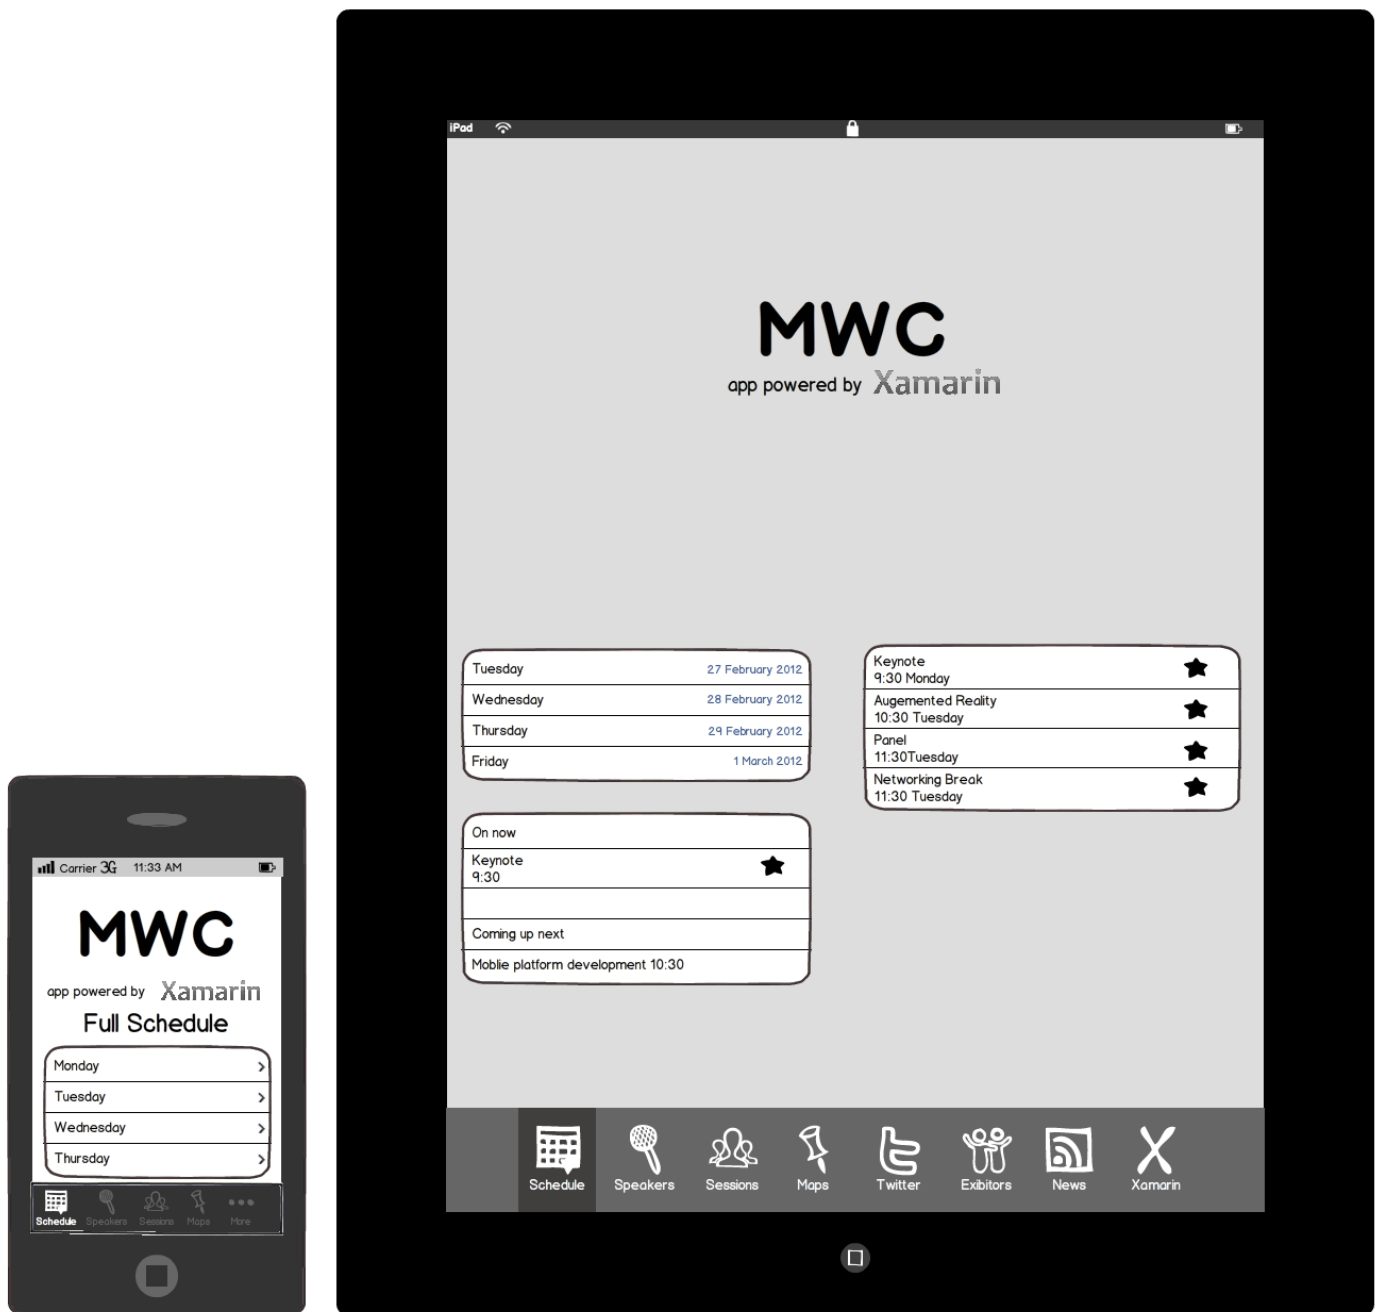 iPad
MWC
app powered by Xamarin
Tuesday 27 February 2012
Wednesday 28 February 2012
Thursday 29 February 2012
Friday 1 March 2012
On now
Keynote
9:30
Coming up next
Moblie platform development 10:30
Keynote
9:30 Monday
Augemented Reality
10:30 Tuesday
Panel
11:30Tuesday
Networking Break
11:30 Tuesday
Schedule Speakers Sessions Maps Twitter Exibitors News Xamarin
Carrier 3G 11:33 AM
MWC
app powered by Xamarin
Full Schedule
Monday
Tuesday
Wednesday
Thursday
Schedule Speakers Sessions Maps More